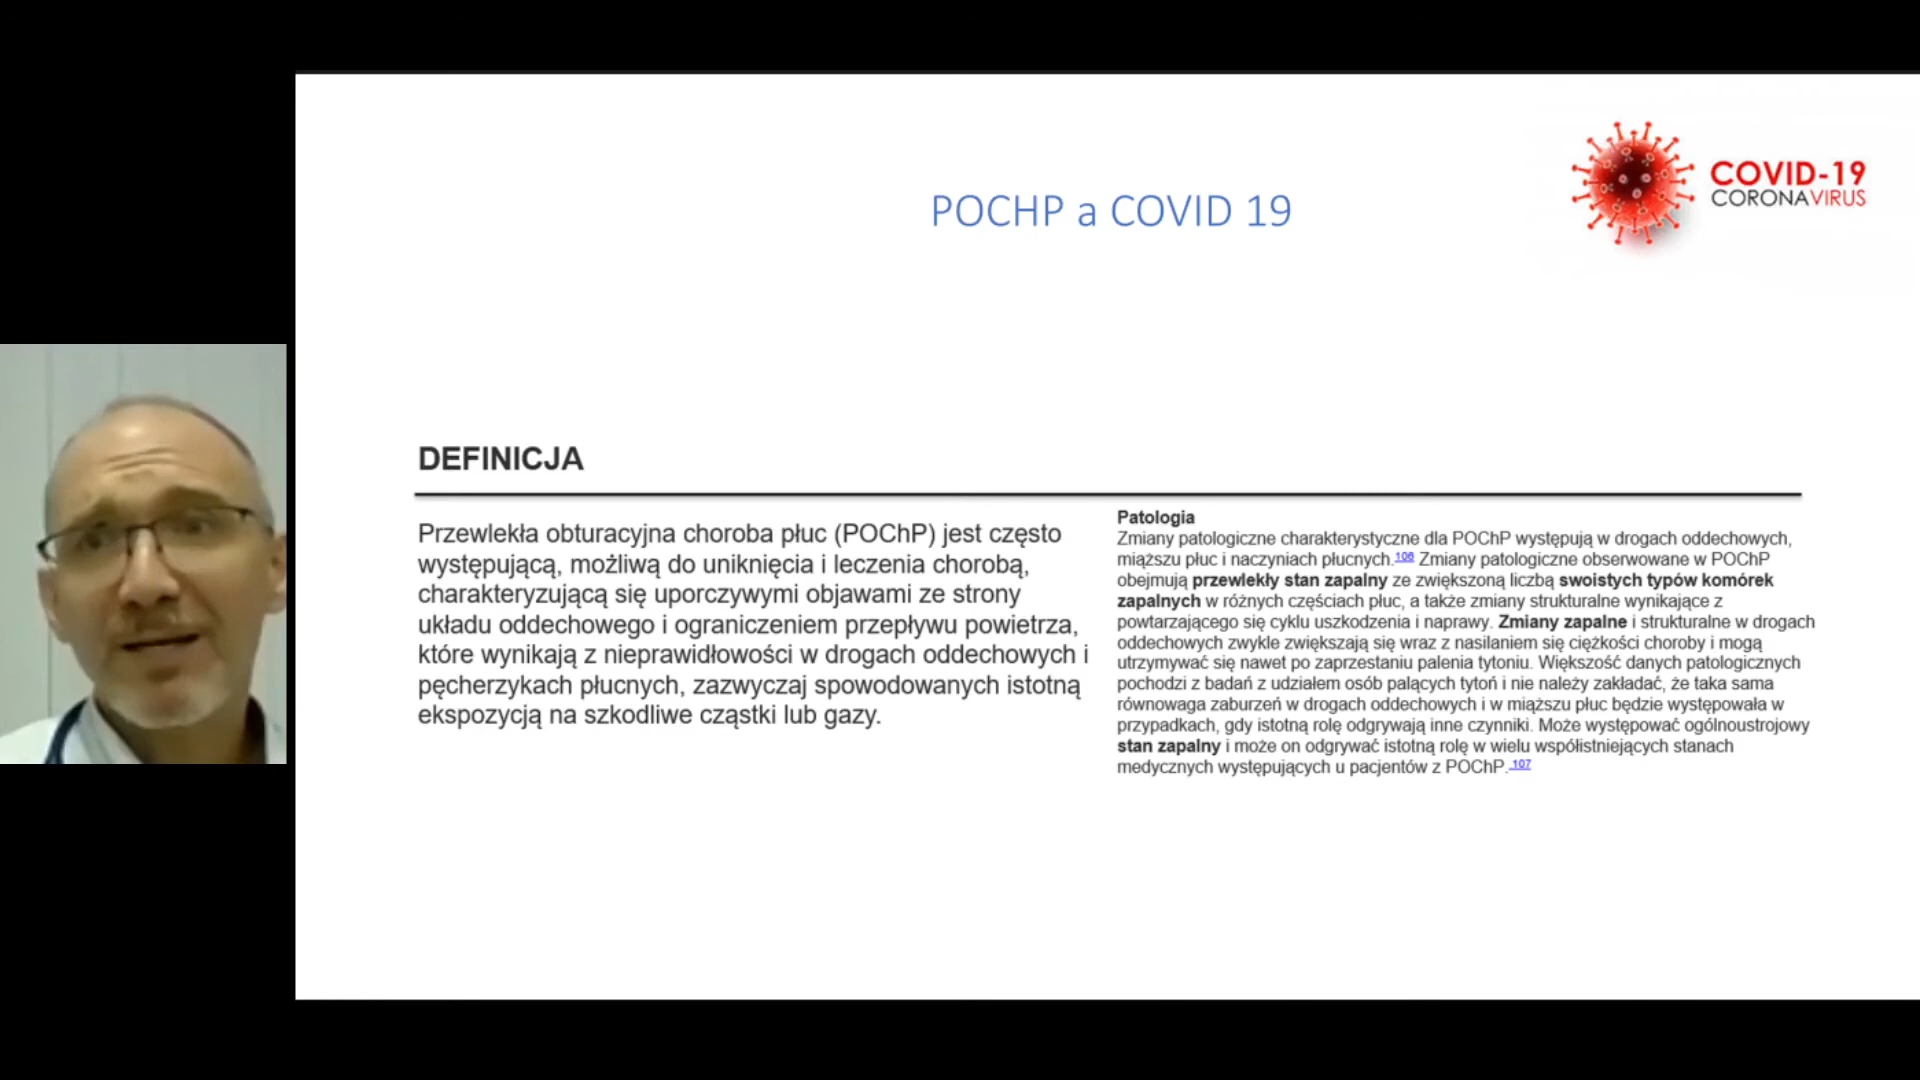 COVID-19
CORONAVIRUS
POCHP a COVID 19
DEFINICJA
Przewlekła obturacyjna choroba płuc (POChP) jest często
występującą, możliwą do uniknięcia i leczenia chorobą,
charakteryzującą się uporczywymi objawami ze strony
układu oddechowego i ograniczeniem przepływu powietrza,
które wynikają z nieprawidłowości w drogach oddechowych i
pęcherzykach płucnych, zazwyczaj spowodowanych istotną
ekspozycją na szkodliwe cząstki lub gazy.
Patologia
Zmiany patologiczne charakterystyczne dla POChP występują w drogach oddechowych,
miąższu płuc i naczyniach płucnych.106 Zmiany patologiczne obserwowane w POChP
obejmują przewlekły stan zapalny ze zwiększoną liczbą swoistych typów komórek
zapalnych w różnych częściach płuc, a także zmiany strukturalne wynikające z
powtarzającego się cyklu uszkodzenia i naprawy. Zmiany zapalne i strukturalne w drogach
oddechowych zwykle zwiększają się wraz z nasilaniem się ciężkości choroby i mogą
utrzymywać się nawet po zaprzestaniu palenia tytoniu. Większość danych patologicznych
pochodzi z badań z udziałem osób palących tytoń i nie należy zakładać, że taka sama
równowaga zaburzeń w drogach oddechowych i w miąższu płuc będzie występowała w
przypadkach, gdy istotną rolę odgrywają inne czynniki. Może występować ogólnoustrojowy
stan zapalny i może on odgrywać istotną rolę w wielu współistniejących stanach
medycznych występujących u pacjentów z POChP. 107